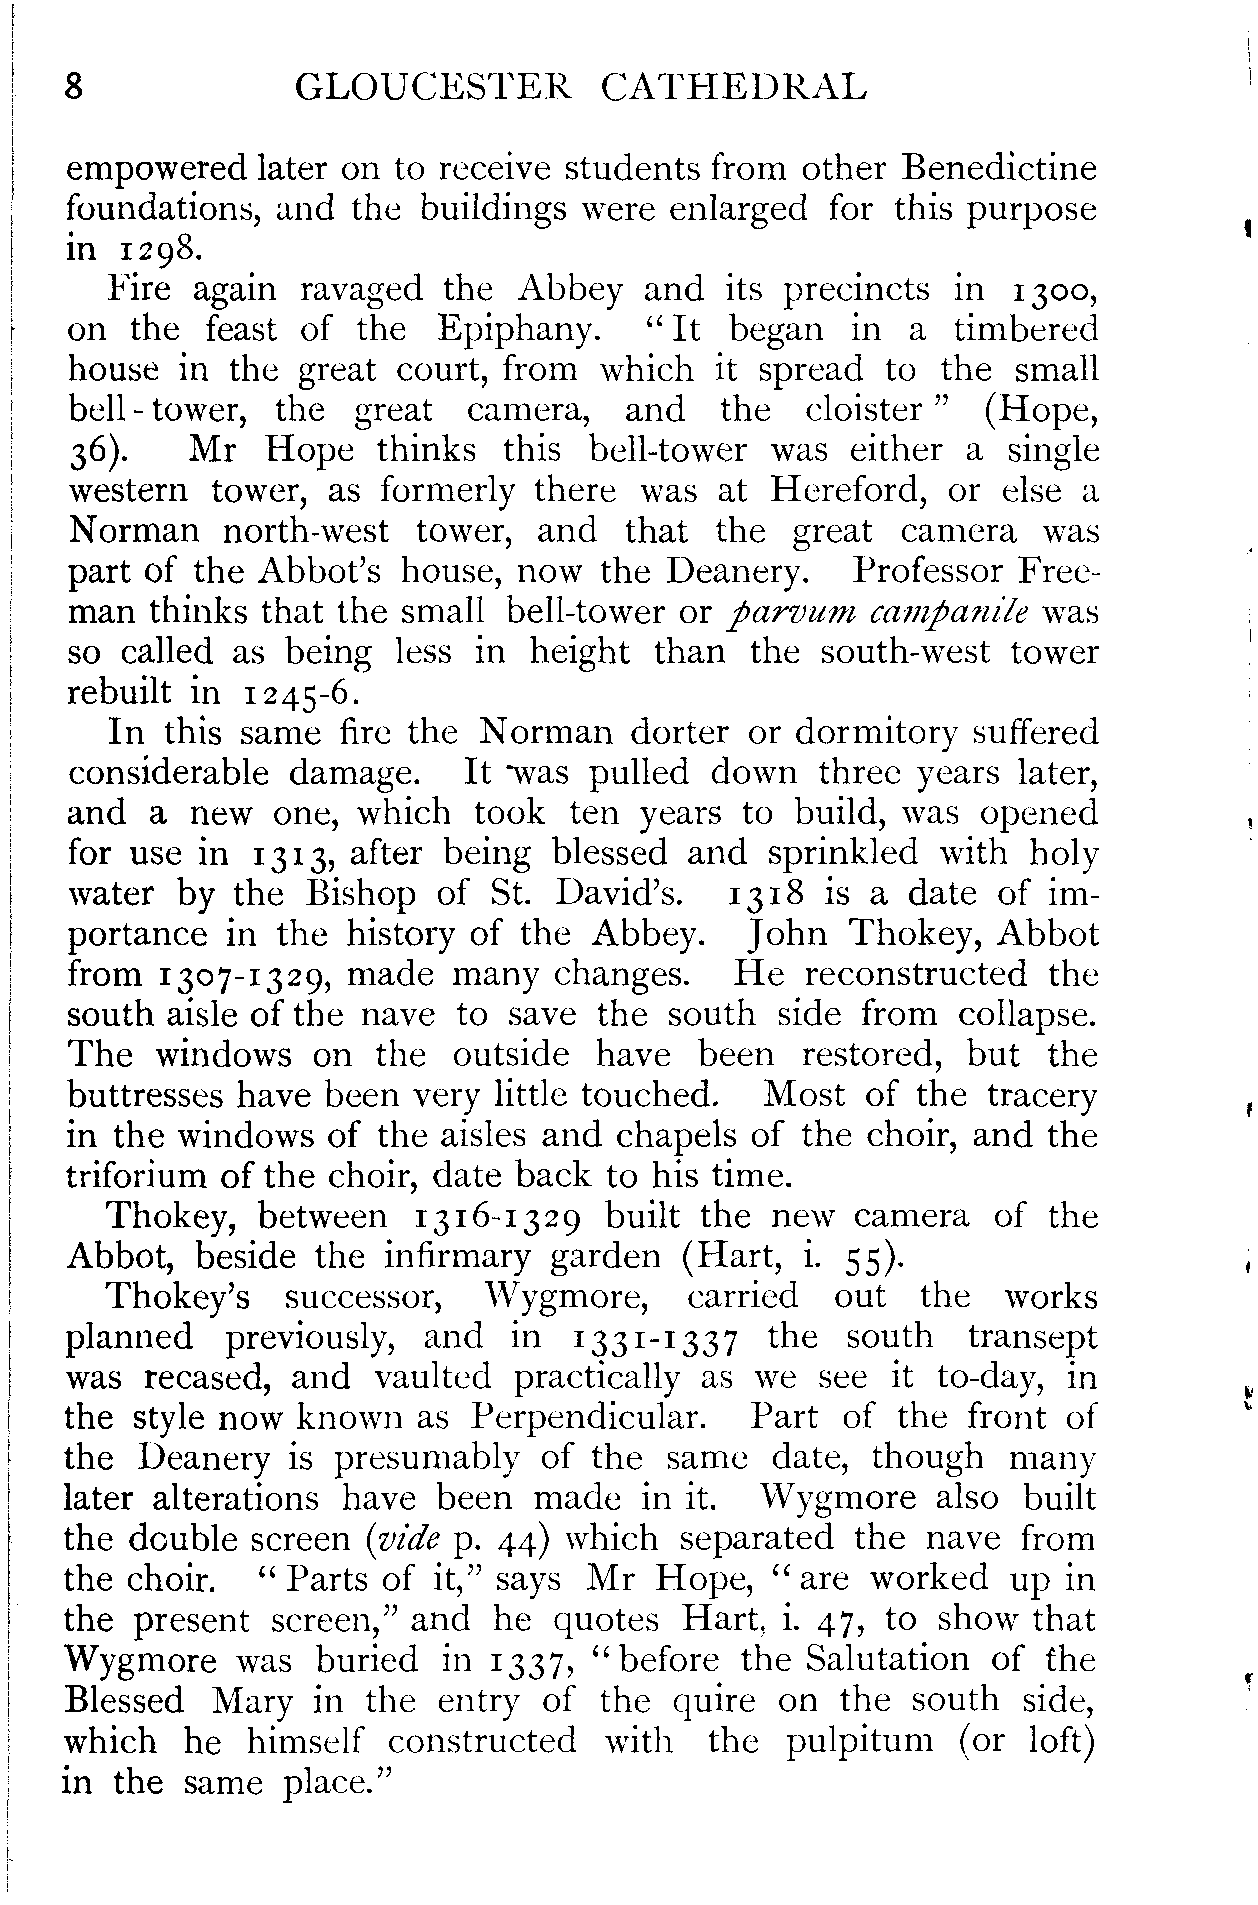 8 GLOUCESTER CATHEDRAL
empowered later on to receive students from other Benedictine
foundations, and the buildings were enlarged for this purpose
in 1298.
Fire again ravaged the Abbey and its precincts in 1300,
on the feast of the Epiphany. “It began in a timbered
house in the great court, from which it spread to the small
bell-tower, the great camera, and the cloister” (Hope,
36). Mr Hope thinks this bell-tower was either a single
western tower, as formerly there was at Hereford, or else a
Norman north-west tower, and that the great camera was
part of the Abbot’s house, now the Deanery. Professor Free-
man thinks that the small bell-tower or parvum campanile was
so called as being less in height than the south-west tower
rebuilt in 1245-6.
In this same fire the Norman dorter or dormitory suffered
considerable damage. It was pulled down three years later,
and a new one, which took ten years to build, was opened
for use in 1313, after being blessed and sprinkled with holy
water by the Bishop of St. David’s. 1318 is a date of im-
portance in the history of the Abbey. John Thokey, Abbot
from 1307-1329, made many changes. He reconstructed the
south aisle of the nave to save the south side from collapse.
The windows on the outside have been restored, but the
buttresses have been very little touched. Most of the tracery
in the windows of the aisles and chapels of the choir, and the
triforium of the choir, date back to his time.
Thokey, between 1316-1329 built the new camera of the
Abbot, beside the infirmary garden (Hart, i. 55).
Thokey’s successor, Wygmore, carried out the works
planned previously, and in 1331-1337 the south transept
was recased, and vaulted practically as we see it to-day, in
the style now known as Perpendicular. Part of the front of
the Deanery is presumably of the same date, though many
later alterations have been made in it. Wygmore also built
the double screen (vide p. 44) which separated the nave from
the choir. “Parts of it,” says Mr Hope, “are worked up in
the present screen,” and he quotes Hart, i. 47, to show that
Wygmore was buried in 1337, “before the Salutation of the
Blessed Mary in the entry of the quire on the south side,
which he himself constructed with the pulpitum (or loft)
in the same place.”